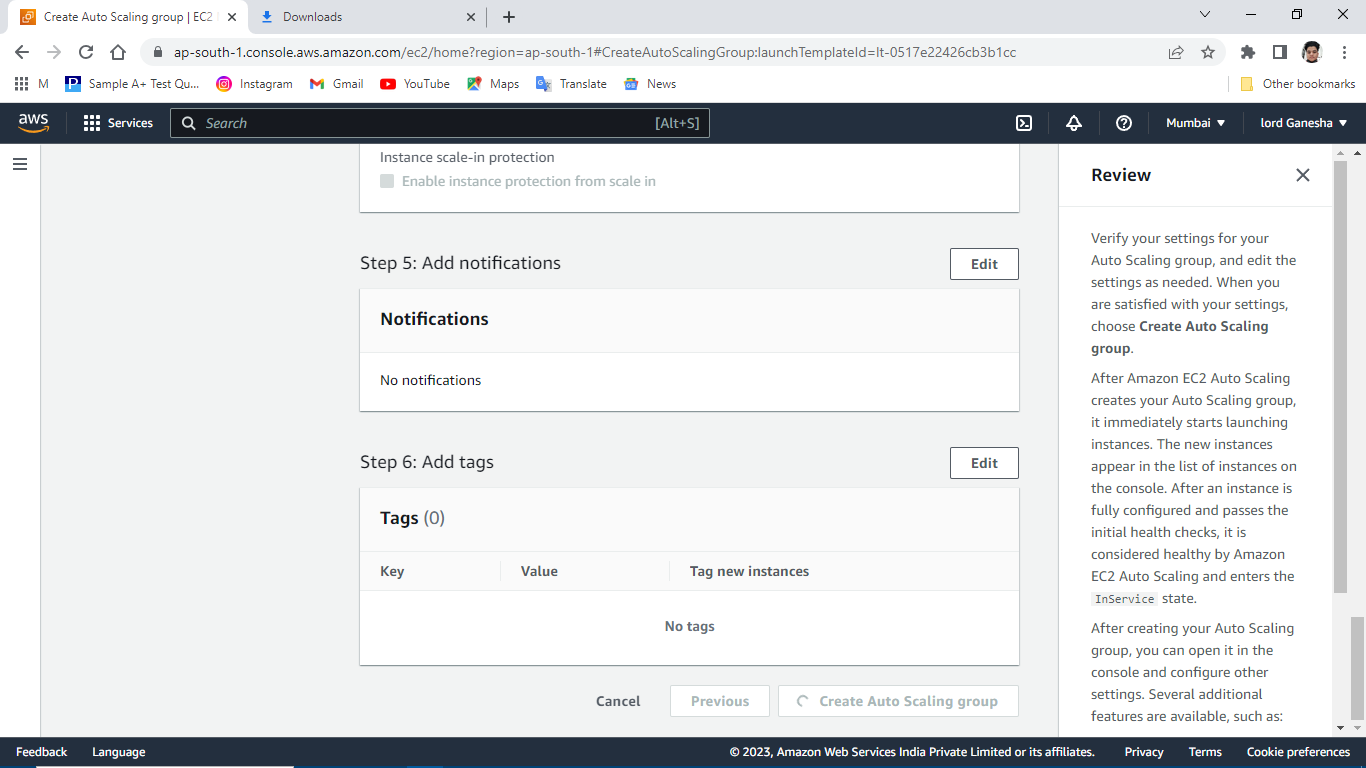 Create Auto Scaling group | EC2
Downloads
ap-south-1.console.aws.amazon.com/ec2/home?region=ap-south-1#CreateAutoScalingGroup:launchTemplateId=lt-0517e22426cb3b1cc
M
P
Sample A+ Test Qu...
Instagram
Gmail
YouTube
Maps
Translate
News
Other bookmarks
aws
Services
Search
[Alt+S]
Mumbai
lord Ganesha
Instance scale-in protection
Enable instance protection from scale in
Step 5: Add notifications
Edit
Notifications
No notifications
Step 6: Add tags
Edit
Tags (0)
Key Value Tag new instances
No tags
Cancel
Previous
Create Auto Scaling group
Review
Verify your settings for your
Auto Scaling group, and edit the
settings as needed. When you
are satisfied with your settings,
choose Create Auto Scaling
group.
After Amazon EC2 Auto Scaling
creates your Auto Scaling group,
it immediately starts launching
instances. The new instances
appear in the list of instances on
the console. After an instance is
fully configured and passes the
initial health checks, it is
considered healthy by Amazon
EC2 Auto Scaling and enters the
InService state.
After creating your Auto Scaling
group, you can open it in the
console and configure other
settings. Several additional
features are available, such as:
Feedback
Language
© 2023, Amazon Web Services India Private Limited or its affiliates.
Privacy
Terms
Cookie preferences